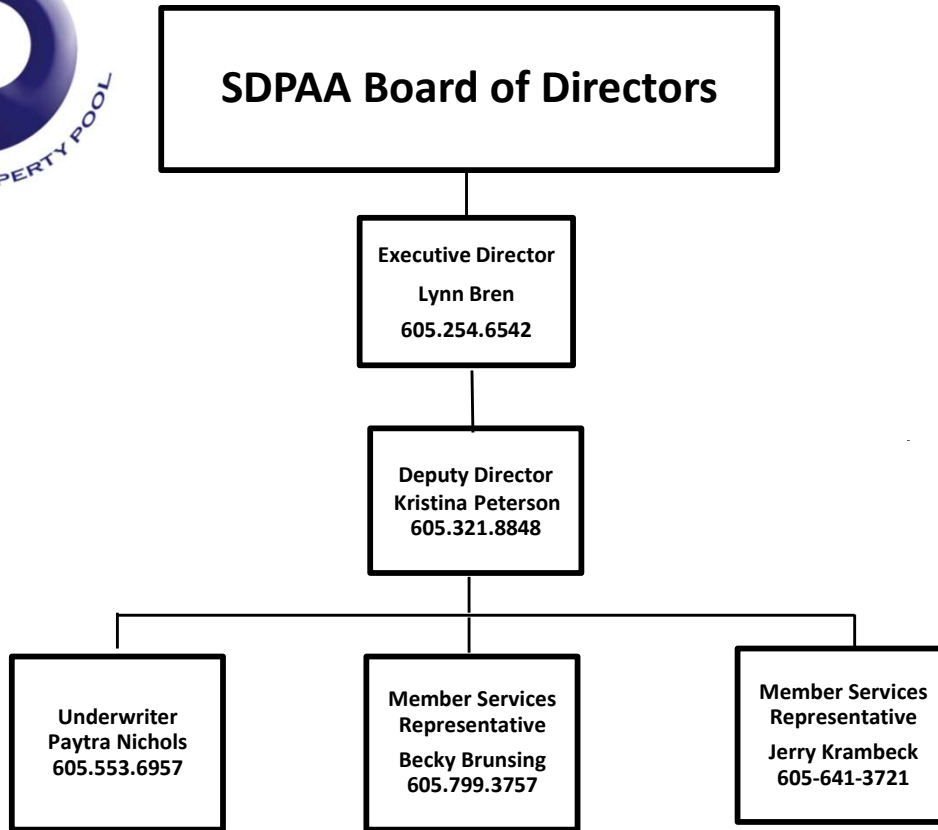 PERTY POOL
SDPAA Board of Directors
Executive Director
Lynn Bren
605.254.6542
Deputy Director
Kristina Peterson
605.321.8848
Underwriter
Paytra Nichols
605.553.6957
Member Services
Representative
Becky Brunsing
605.799.3757
Member Services
Representative
Jerry Krambeck
605-641-3721